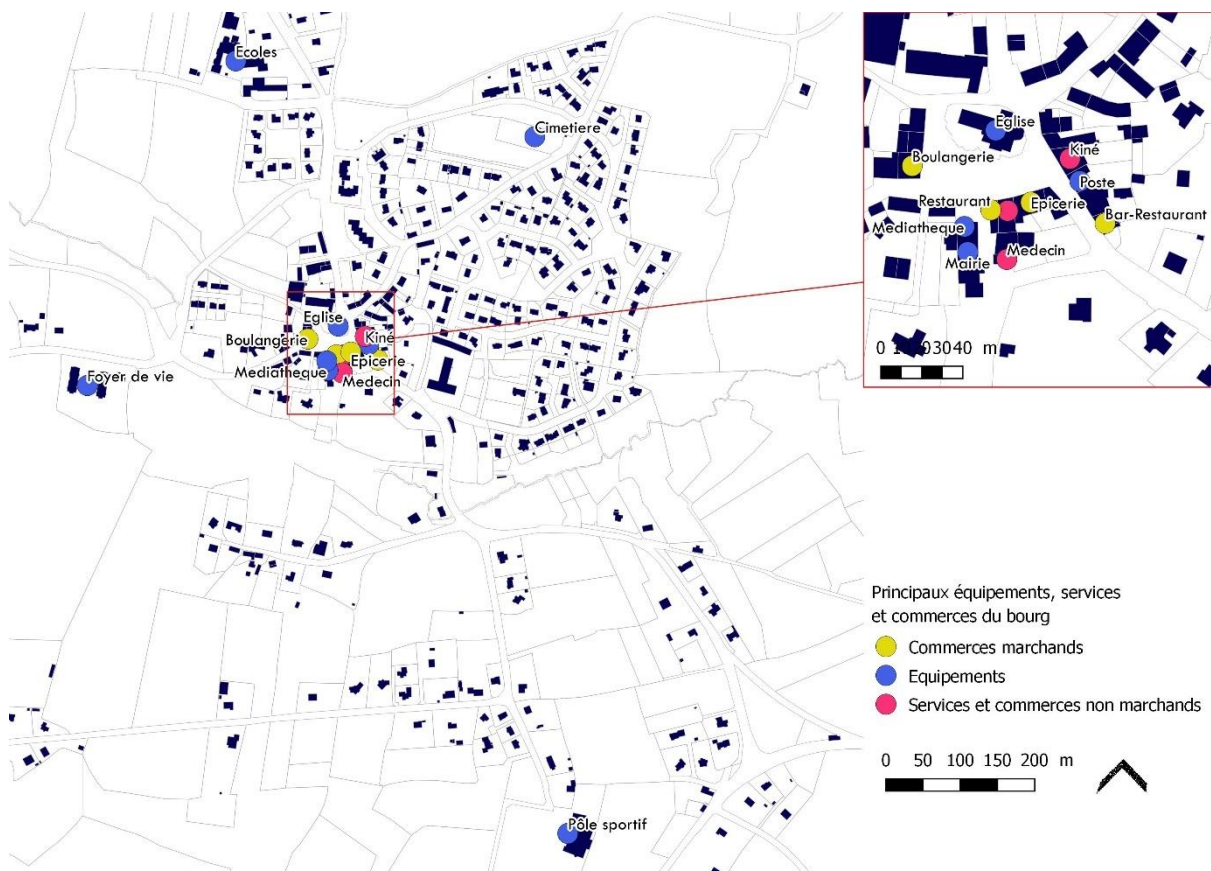 Ecoles
Cimetiere
Eglise
Boulangerie
Kiné
Epicerie
Mediatheque
Medecin
Foyer de vie
Pôle sportif
Eglise
Boulangerie
Kiné
Poste
Restaurant
Epicerie
Bar-Restaurant
Mediatheque
Mairie
Medecin
0 10203040 m
Principaux équipements, services
et commerces du bourg
Commerces marchands
Equipements
Services et commerces non marchands
0 50 100 150 200 m